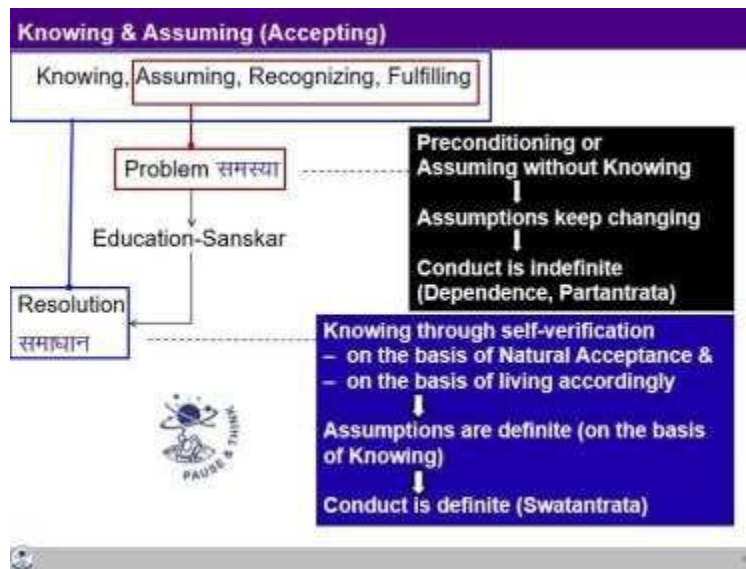 Knowing & Assuming (Accepting)
Knowing, Assuming, Recognizing, Fulfilling
Problem समस्या
Preconditioning or
Assuming without Knowing
Assumptions keep changing
Conduct is indefinite
(Dependence, Partantrata)
Education-Sanskar
Resolution
समाधान
Knowing through self-verification
– on the basis of Natural Acceptance &
– on the basis of living accordingly
Assumptions are definite (on the basis
of Knowing)
Conduct is definite (Swatantrata)
PAUSE & THINK